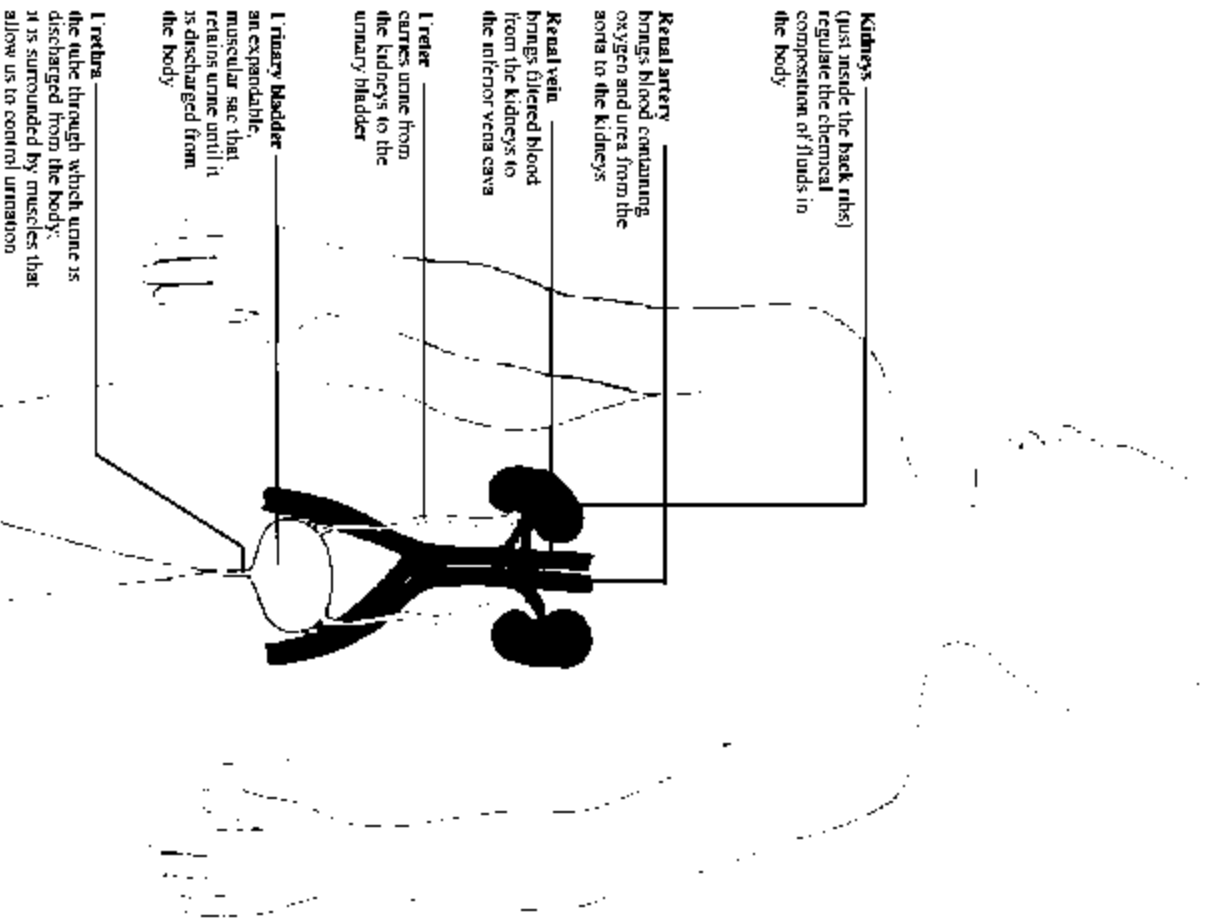 Kidneys
(just inside the back ribs)
regulate the chemical
composition of fluids in
the body
Renal artery
brings blood containing
oxygen and urea from the
aorta to the kidneys
Renal vein
brings filtered blood
from the kidneys to
the inferior vena cava
Ureter
carries urine from
the kidneys to the
urinary bladder
Urinary bladder
an expandable,
muscular sac that
retains urine until it
is discharged from
the body
Urethra
the tube through which urine is
discharged from the body;
it is surrounded by muscles that
allow us to control urination